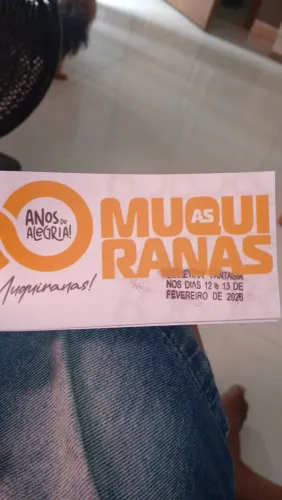 ANOS DE
ALEGRIA!
AS
MUQUI
RANAS
Muquiranas!
FANTASIA
NOS DIAS 12 e 13 DE
FEVEREIRO DE 2026